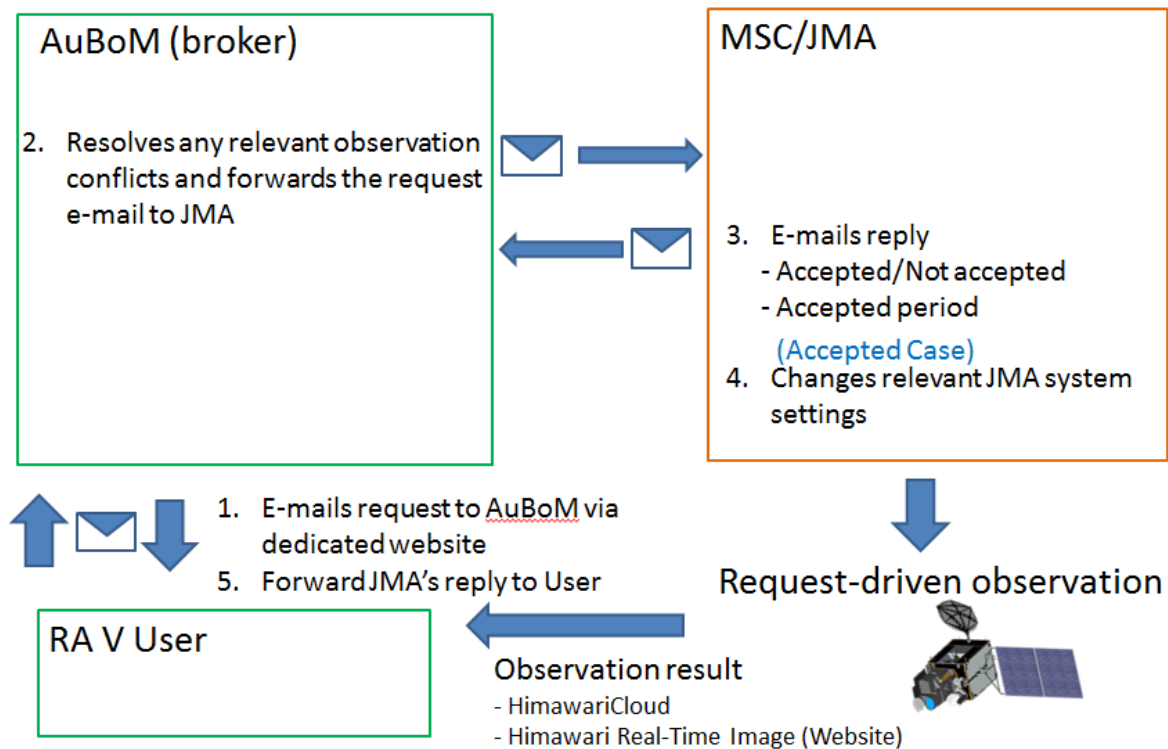 AuBoM (broker)
2. Resolves any relevant observation
conflicts and forwards the request
e-mail to JMA
MSC/JMA
3. E-mails reply
- Accepted/Not accepted
- Accepted period
(Accepted Case)
4. Changes relevant JMA system
settings
1. E-mails request to AuBoM via
dedicated website
5. Forward JMA's reply to User
Request-driven observation
RA V User
Observation result
- HimawariCloud
- Himawari Real-Time Image (Website)